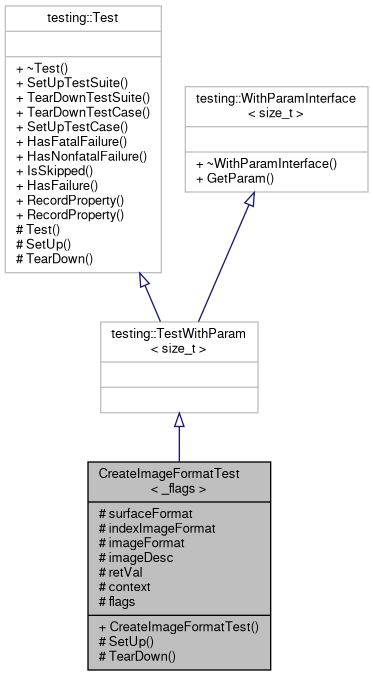 testing::Test
+ ~Test()
+ SetUpTestSuite()
+ TearDownTestSuite()
+ TearDownTestCase()
+ SetUpTestCase()
+ HasFatalFailure()
+ HasNonfatalFailure()
+ IsSkipped()
+ HasFailure()
+ RecordProperty()
+ RecordProperty()
# Test()
# SetUp()
# TearDown()
testing::WithParamInterface
< size_t >
+ ~WithParamInterface()
+ GetParam()
testing::TestWithParam
< size_t >
CreateImageFormatTest
< _flags >
# surfaceFormat
# indexImageFormat
# imageFormat
# imageDesc
# retVal
# context
# flags
+ CreateImageFormatTest()
# SetUp()
# TearDown()